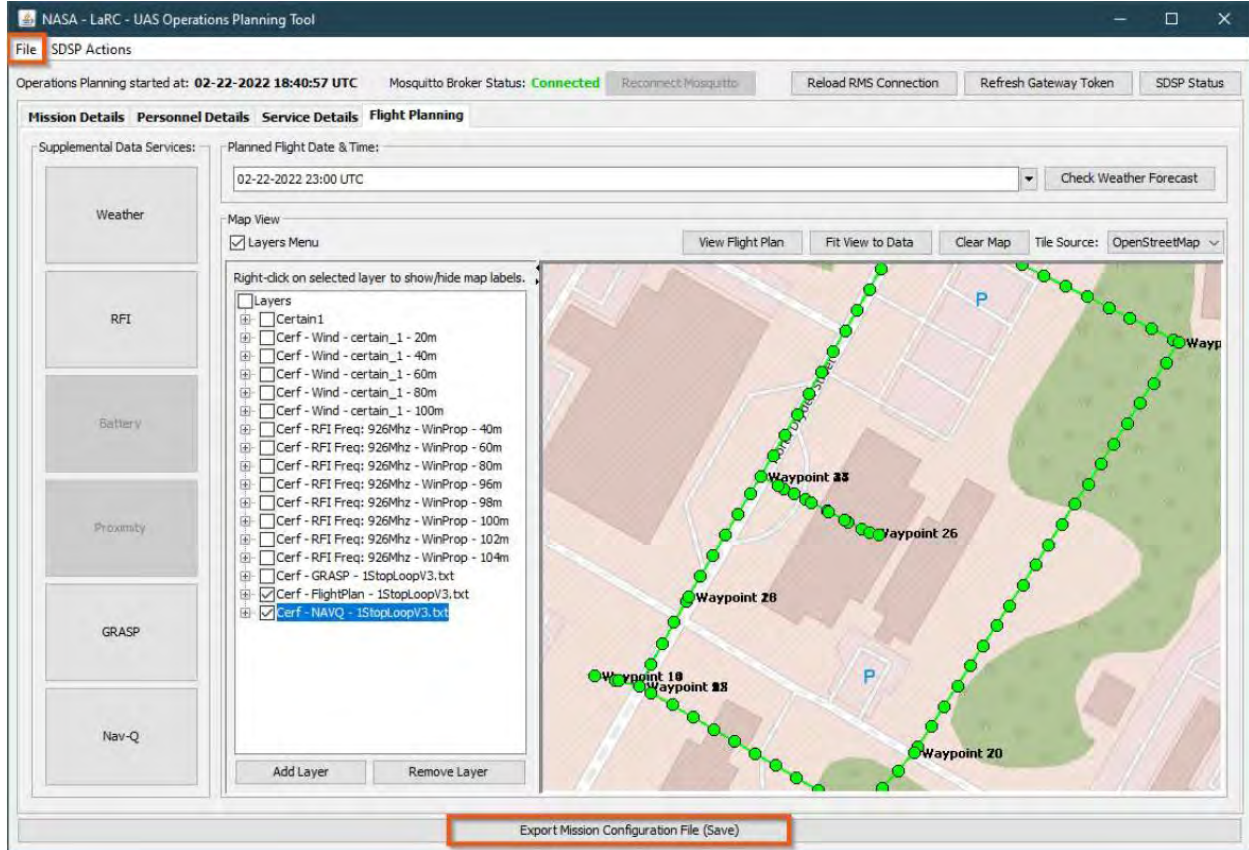 NASA - LaRC - UAS Operations Planning Tool
File SDSP Actions
Operations Planning started at: 02-22-2022 18:40:57 UTC Mosquitto Broker Status: Connected Reconnect Mosquitto Reload RMS Connection Refresh Gateway Token SDSP Status
Mission Details Personnel Details Service Details Flight Planning
Supplemental Data Services:
Weather
RFI
Battery
Proximity
GRASP
Nav-Q
Planned Flight Date & Time:
02-22-2022 23:00 UTC Check Weather Forecast
Map View
Layers Menu View Flight Plan Fit View to Data Clear Map Tile Source: OpenStreetMap
Right-click on selected layer to show/hide map labels.
Layers
Certain1
Cerf - Wind - certain_1 - 20m
Cerf - Wind - certain_1 - 40m
Cerf - Wind - certain_1 - 60m
Cerf - Wind - certain_1 - 80m
Cerf - Wind - certain_1 - 100m
Cerf - RFI Freq: 926Mhz - WinProp - 40m
Cerf - RFI Freq: 926Mhz - WinProp - 60m
Cerf - RFI Freq: 926Mhz - WinProp - 80m
Cerf - RFI Freq: 926Mhz - WinProp - 96m
Cerf - RFI Freq: 926Mhz - WinProp - 98m
Cerf - RFI Freq: 926Mhz - WinProp - 100m
Cerf - RFI Freq: 926Mhz - WinProp - 102m
Cerf - RFI Freq: 926Mhz - WinProp - 104m
Cerf - GRASP - 1StopLoopV3.txt
Cerf - FlightPlan - 1StopLoopV3.txt
Cerf - NAVQ - 1StopLoopV3.txt
Add Layer Remove Layer
P
Wayp
Waypoint
Waypoint 26
Waypoint
Waypoint
Waypoint
P
Waypoint 20
Export Mission Configuration File (Save)